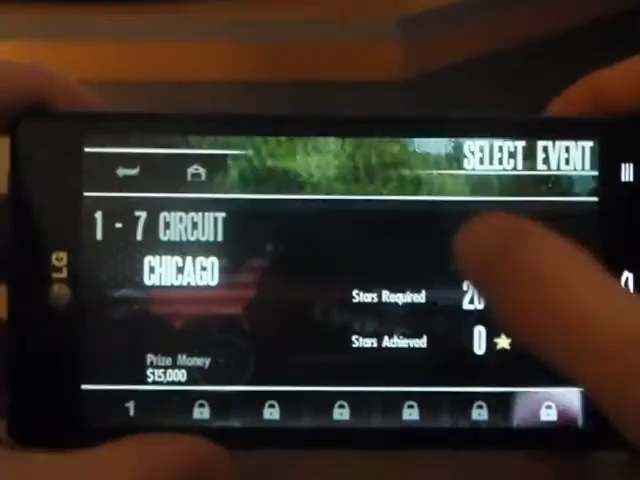 SELECT EVENT
1 - 7 CIRCUIT
CHICAGO
Stars Required
Stars Achieved 0
Prize Money
$15,000
1
LG